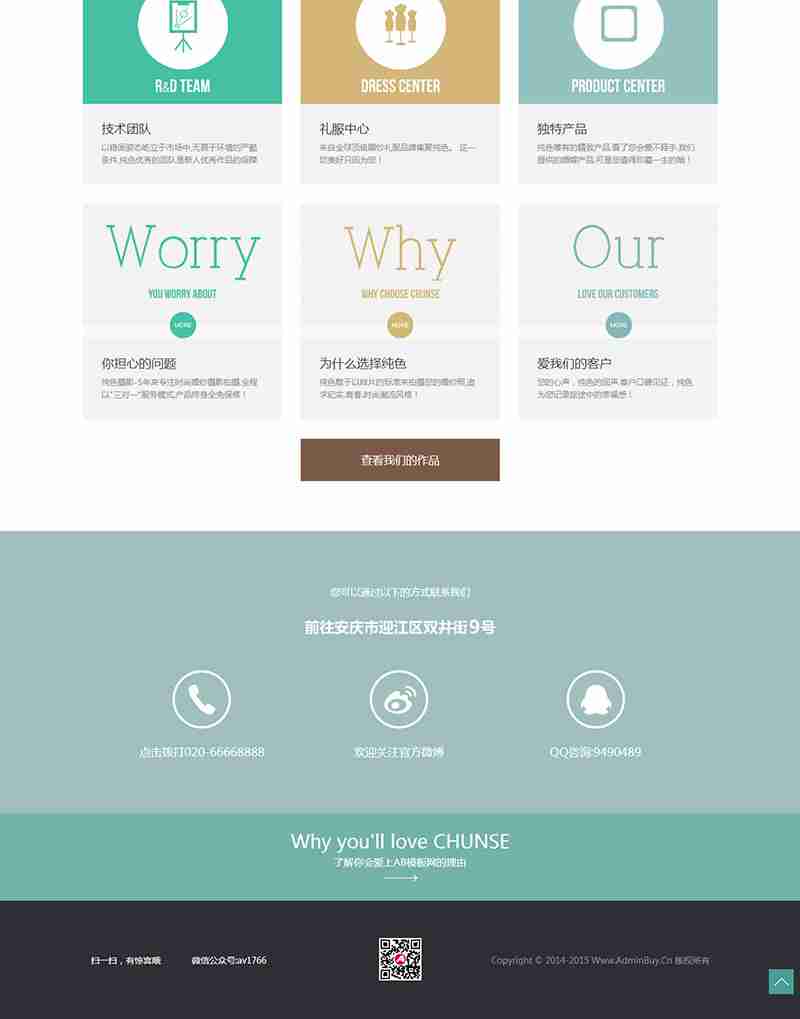 R&D TEAM
DRESS CENTER
PRODUCT CENTER
技术团队
礼服中心
独特产品
以稳固姿态屹立于市场中,无畏于环境的严酷
条件,纯色优秀的团队是新人优秀作品的保障
来自全球顶级婚纱礼服品牌集聚纯色。 这一
切美好只因为您！
纯色唯有的精致产品,看了您会爱不释手,我们
提供的婚嫁产品,可是您值得珍藏一生的哦！
Worry
Why
Our
YOU WORRY ABOUT
WHY CHOOSE CHUNSE
LOVE OUR CUSTOMERS
MORE
MORE
MORE
你担心的问题
为什么选择纯色
爱我们的客户
纯色摄影-5年来专注时尚婚纱摄影拍摄,全程
以"三对一"服务模式,产品终身全免保修！
纯色敢于以样片的标准来拍摄您的婚纱照,追
求纪实,青春,时尚潮流风格！
您的心声，纯色的回声,客户口碑见证，纯色
为您记录旅途中的幸福感！
查看我们的作品
您可以通过以下的方式联系我们
前往安庆市迎江区双井街9号
点击拨打020-66668888
欢迎关注官方微博
QQ咨询:9490489
Why you'll love CHUNSE
了解你会爱上AB模板网的理由
扫一扫，有惊喜哦
微信公众号:av1766
Copyright © 2014-2015 Www.AdminBuy.Cn 版权所有